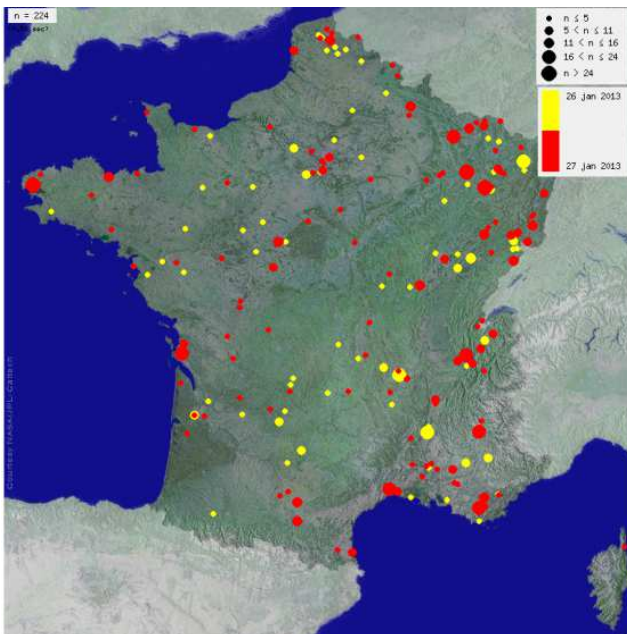 n = 224
n ≤ 5
5 < n ≤ 11
11 < n ≤ 16
16 < n ≤ 24
n > 24
26 jan 2013
27 jan 2013
Courtesy NASA/JPL-Caltech